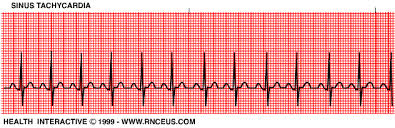 SINUS TACHYCARDIA
HEALTH INTERACTIVE © 1999 - WWW.RNCEUS.COM